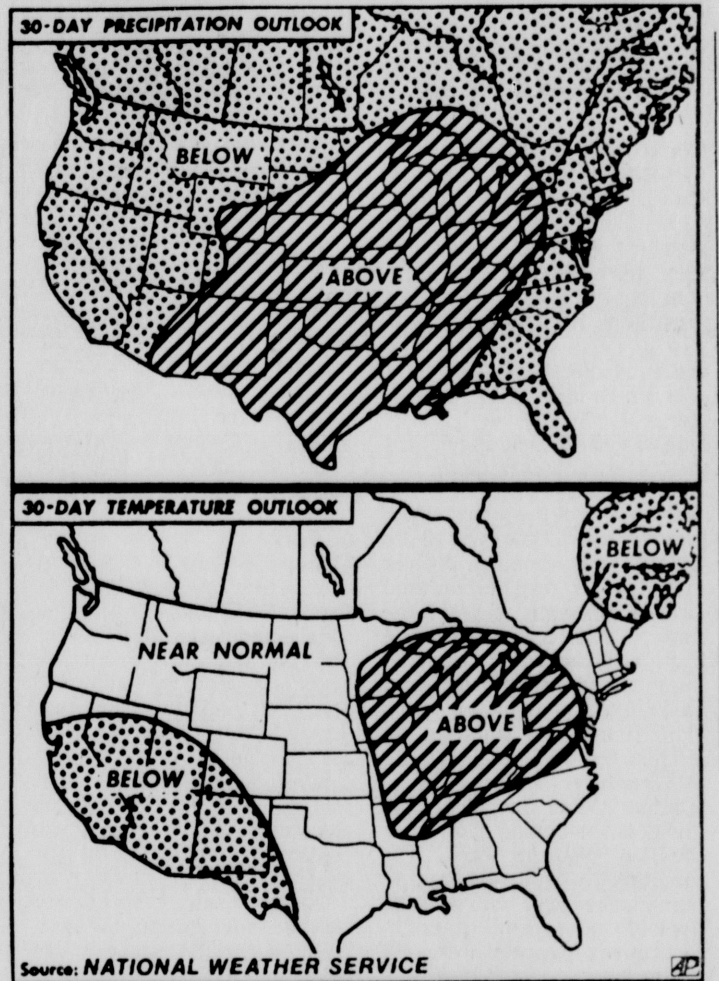 30-DAY PRECIPITATION OUTLOOK
BELOW
ABOVE
30-DAY TEMPERATURE OUTLOOK
BELOW
NEAR NORMAL
ABOVE
BELOW
Source: NATIONAL WEATHER SERVICE
AP